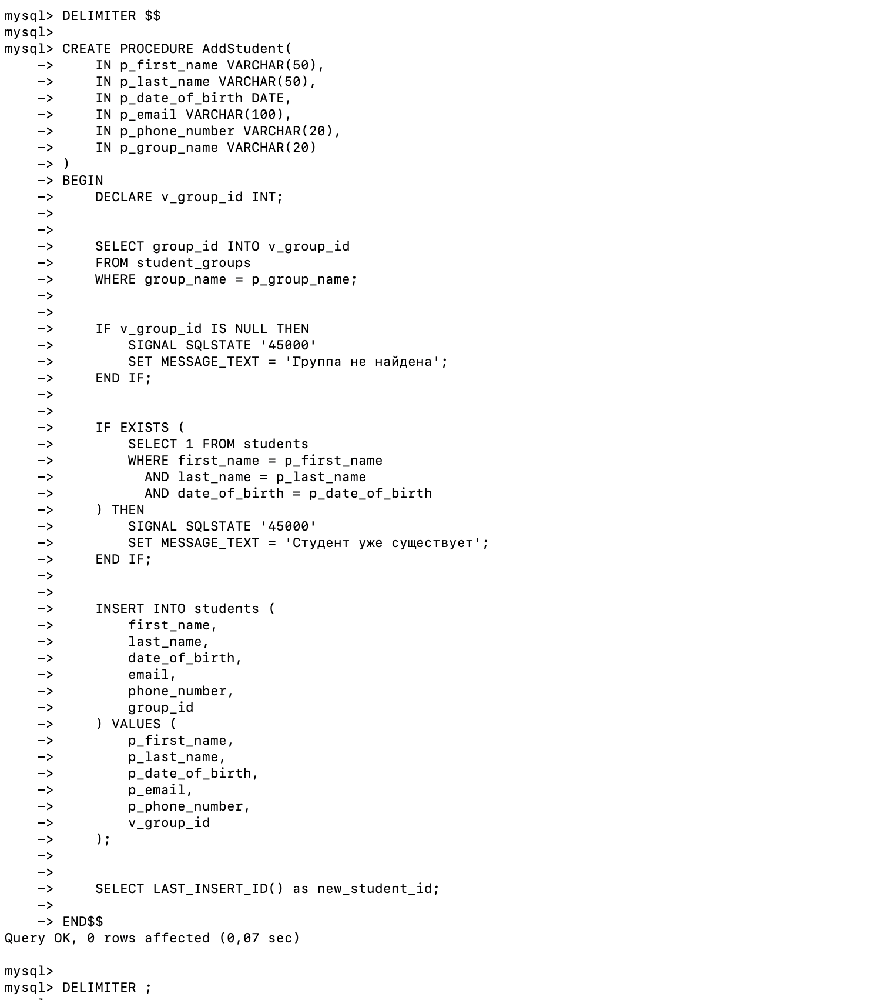 mysql> DELIMITER $$
mysql>
mysql> CREATE PROCEDURE AddStudent(
    ->     IN p_first_name VARCHAR(50),
    ->     IN p_last_name VARCHAR(50),
    ->     IN p_date_of_birth DATE,
    ->     IN p_email VARCHAR(100),
    ->     IN p_phone_number VARCHAR(20),
    ->     IN p_group_name VARCHAR(20)
    -> )
    -> BEGIN
    ->     DECLARE v_group_id INT;
    ->
    ->
    ->     SELECT group_id INTO v_group_id
    ->     FROM student_groups
    ->     WHERE group_name = p_group_name;
    ->
    ->
    ->     IF v_group_id IS NULL THEN
    ->         SIGNAL SQLSTATE '45000'
    ->         SET MESSAGE_TEXT = 'Группа не найдена';
    ->     END IF;
    ->
    ->
    ->     IF EXISTS (
    ->         SELECT 1 FROM students
    ->         WHERE first_name = p_first_name
    ->           AND last_name = p_last_name
    ->           AND date_of_birth = p_date_of_birth
    ->     ) THEN
    ->         SIGNAL SQLSTATE '45000'
    ->         SET MESSAGE_TEXT = 'Студент уже существует';
    ->     END IF;
    ->
    ->
    ->     INSERT INTO students (
    ->         first_name,
    ->         last_name,
    ->         date_of_birth,
    ->         email,
    ->         phone_number,
    ->         group_id
    ->     ) VALUES (
    ->         p_first_name,
    ->         p_last_name,
    ->         p_date_of_birth,
    ->         p_email,
    ->         p_phone_number,
    ->         v_group_id
    ->     );
    ->
    ->
    ->     SELECT LAST_INSERT_ID() as new_student_id;
    ->
    -> END$$
Query OK, 0 rows affected (0,07 sec)

mysql>
mysql> DELIMITER ;